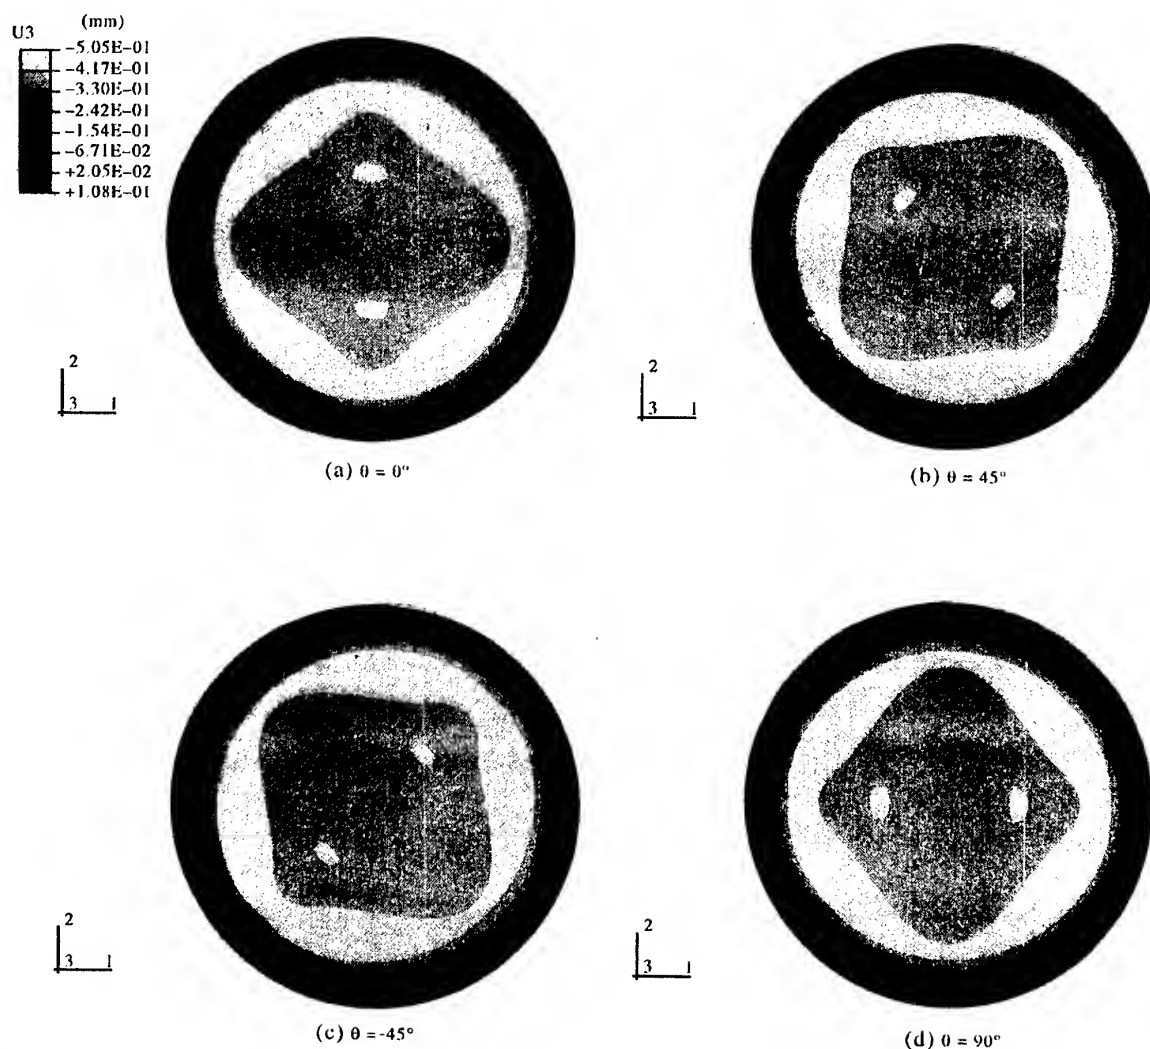 (mm)
U3
-5.05E-01
-4.17E-01
-3.30E-01
-2.42E-01
-1.54E-01
-6.71E-02
+2.05E-02
+1.08E-01
2
3 1
(a) θ = 0°
2
3 1
(b) θ = 45°
2
3 1
(c) θ =-45°
2
3 1
(d) θ = 90°